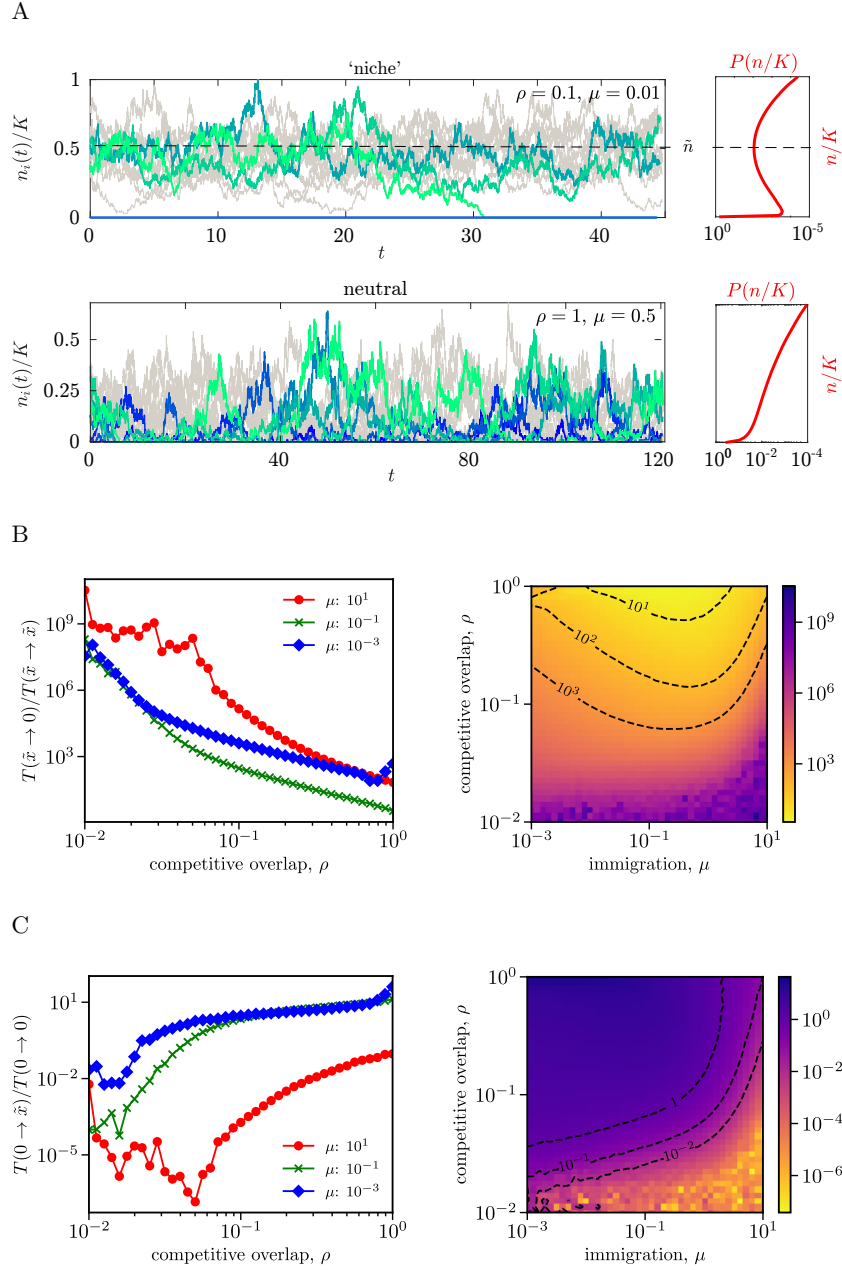 A
'niche'
ρ = 0.1, μ = 0.01
n_i(t)/K
1
0.5
0
0
10
20
30
40
t
ñ
P(n/K)
n/K
10^0
10^-5
neutral
ρ = 1, μ = 0.5
n_i(t)/K
0.5
0.25
0
0
40
80
120
t
P(n/K)
n/K
10^0
10^-2
10^-4
B
T(x̃ → 0)/T(x̃ → x̃)
10^9
10^6
10^3
μ: 10^1
μ: 10^-1
μ: 10^-3
10^-2
10^-1
10^0
competitive overlap, ρ
competitive overlap, ρ
10^0
10^-1
10^-2
10^1
10^2
10^3
10^-3
10^-1
10^1
immigration, μ
10^9
10^6
10^3
C
T(0 → x̃)/T(0 → 0)
10^1
10^-2
10^-5
μ: 10^1
μ: 10^-1
μ: 10^-3
10^-2
10^-1
10^0
competitive overlap, ρ
competitive overlap, ρ
10^0
10^-1
10^-2
1
10^-1
10^-2
10^-3
10^-1
10^1
immigration, μ
10^0
10^-2
10^-4
10^-6